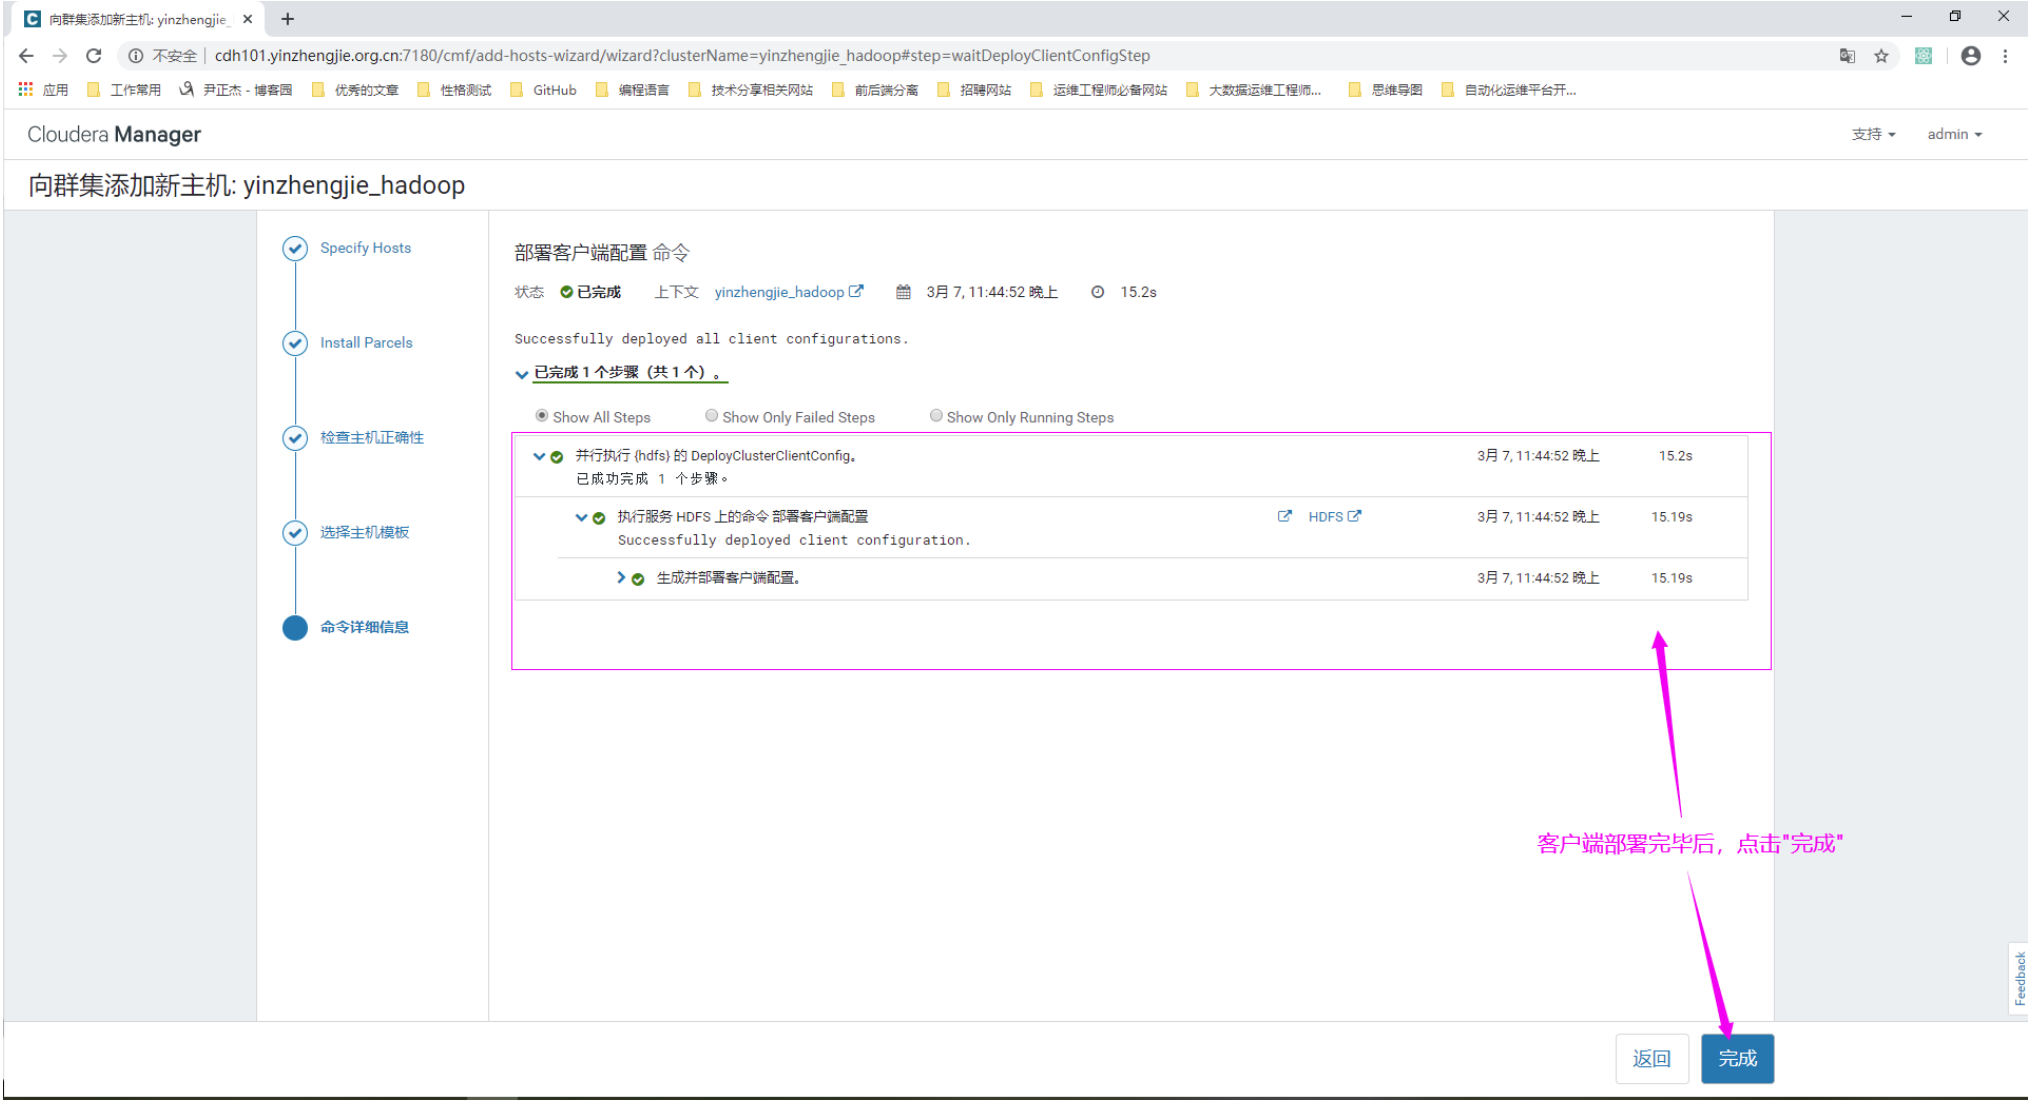 向群集添加新主机: yinzhengjie_
不安全 | cdh101.yinzhengjie.org.cn:7180/cmf/add-hosts-wizard/wizard?clusterName=yinzhengjie_hadoop#step=waitDeployClientConfigStep
应用 工作常用 尹正杰 - 博客园 优秀的文章 性格测试 GitHub 编程语言 技术分享相关网站 前后端分离 招聘网站 运维工程师必备网站 大数据运维工程师... 思维导图 自动化运维平台开...
Cloudera Manager 支持 admin
向群集添加新主机: yinzhengjie_hadoop
Specify Hosts
Install Parcels
检查主机正确性
选择主机模板
命令详细信息
部署客户端配置 命令
状态 已完成 上下文 yinzhengjie_hadoop 3月 7, 11:44:52 晚上 15.2s
Successfully deployed all client configurations.
已完成 1 个步骤（共 1 个）。
Show All Steps Show Only Failed Steps Show Only Running Steps
并行执行 {hdfs} 的 DeployClusterClientConfig。 3月 7, 11:44:52 晚上 15.2s
已成功完成 1 个步骤。
执行服务 HDFS 上的命令 部署客户端配置 HDFS 3月 7, 11:44:52 晚上 15.19s
Successfully deployed client configuration.
生成并部署客户端配置。 3月 7, 11:44:52 晚上 15.19s
客户端部署完毕后，点击"完成"
Feedback
返回 完成